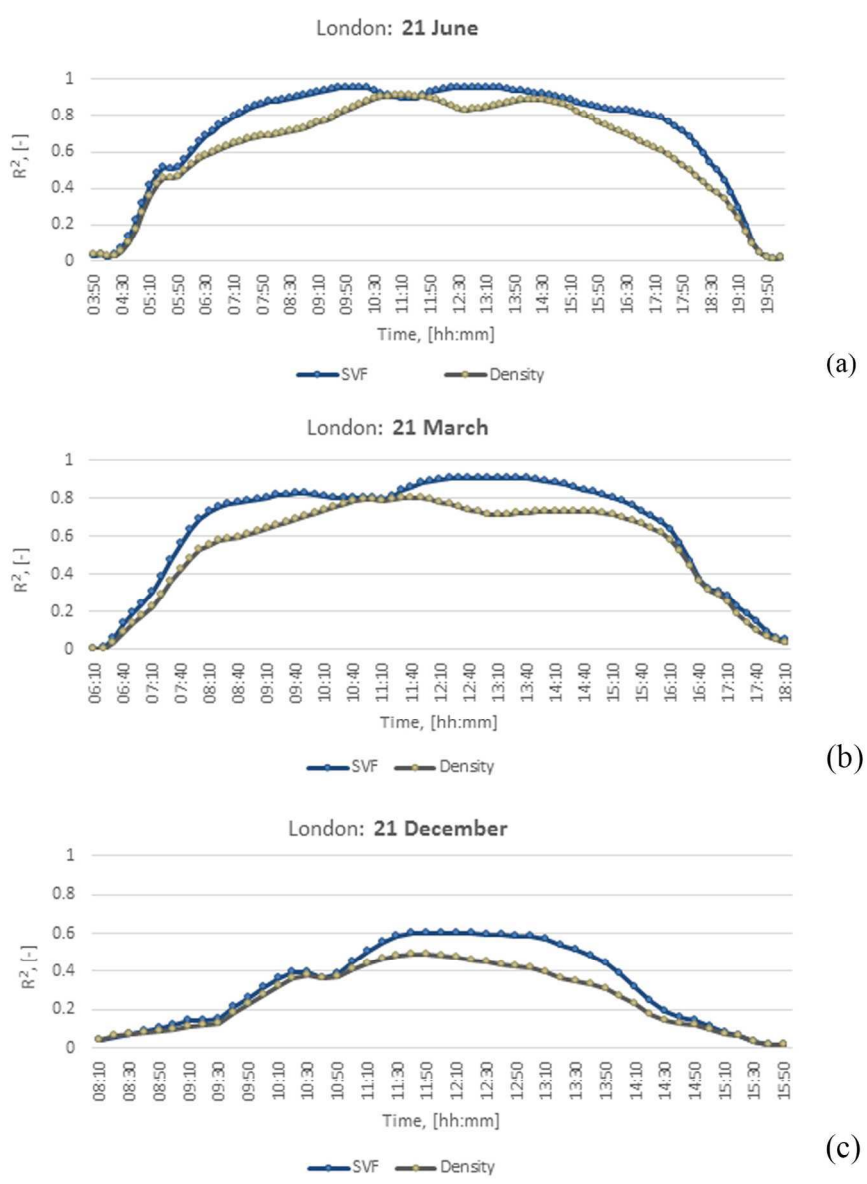 London: 21 June
1
0.8
0.6
0.4
0.2
0
R², [-]
03:50 04:30 05:10 05:50 06:30 07:10 07:50 08:30 09:10 09:50 10:30 11:10 11:50 12:30 13:10 13:50 14:30 15:10 15:50 16:30 17:10 17:50 18:30 19:10 19:50
Time, [hh:mm]
SVF Density
(a)
London: 21 March
1
0.8
0.6
0.4
0.2
0
R², [-]
06:10 06:40 07:10 07:40 08:10 08:40 09:10 09:40 10:10 10:40 11:10 11:40 12:10 12:40 13:10 13:40 14:10 14:40 15:10 15:40 16:10 16:40 17:10 17:40 18:10
Time, [hh:mm]
SVF Density
(b)
London: 21 December
1
0.8
0.6
0.4
0.2
0
R², [-]
08:10 08:30 08:50 09:10 09:30 09:50 10:10 10:30 10:50 11:10 11:30 11:50 12:10 12:30 12:50 13:10 13:30 13:50 14:10 14:30 14:50 15:10 15:30 15:50
Time, [hh:mm]
SVF Density
(c)